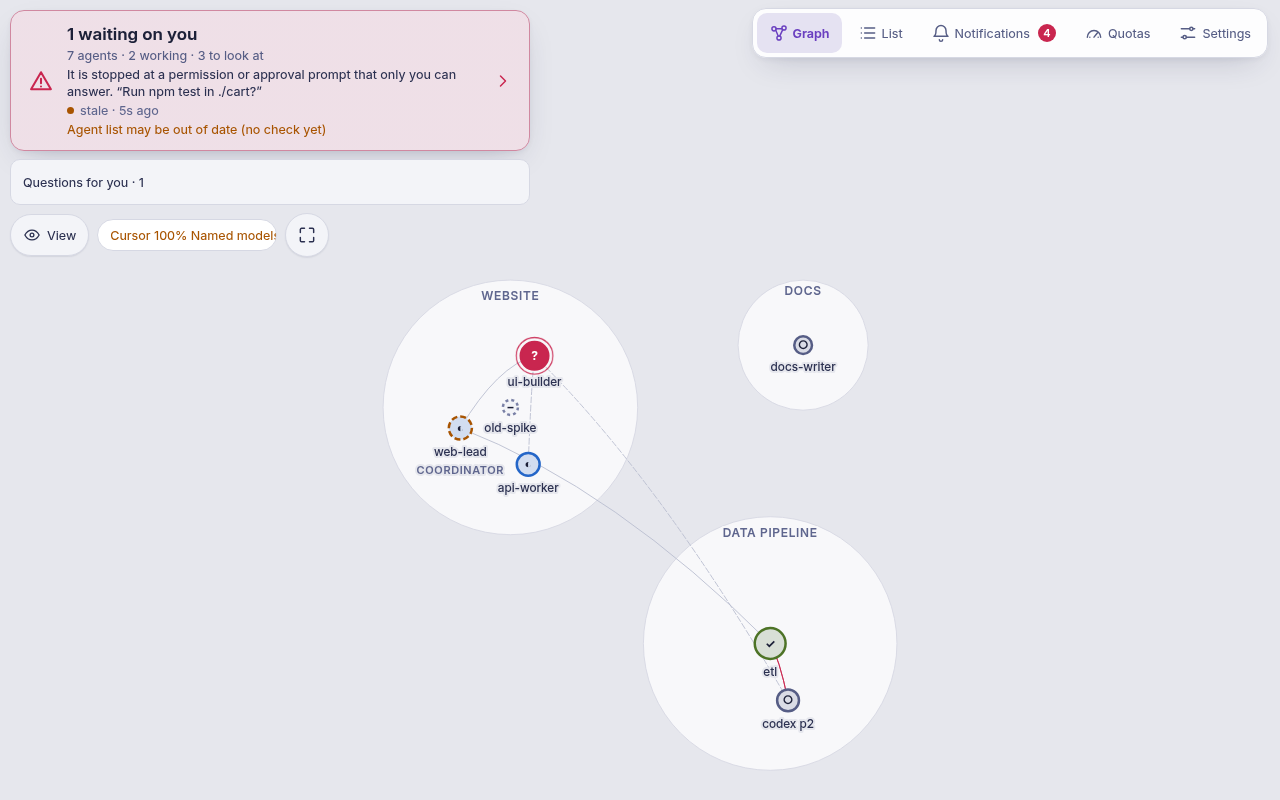 1 waiting on you
7 agents · 2 working · 3 to look at
It is stopped at a permission or approval prompt that only you can
answer. “Run npm test in ./cart?”
stale · 5s ago
Agent list may be out of date (no check yet)
Graph
List
Notifications 4
Quotas
Settings
Questions for you · 1
View
Cursor 100% Named models
WEBSITE
?
ui-builder
old-spike
web-lead
COORDINATOR
api-worker
DOCS
docs-writer
DATA PIPELINE
etl
codex p2